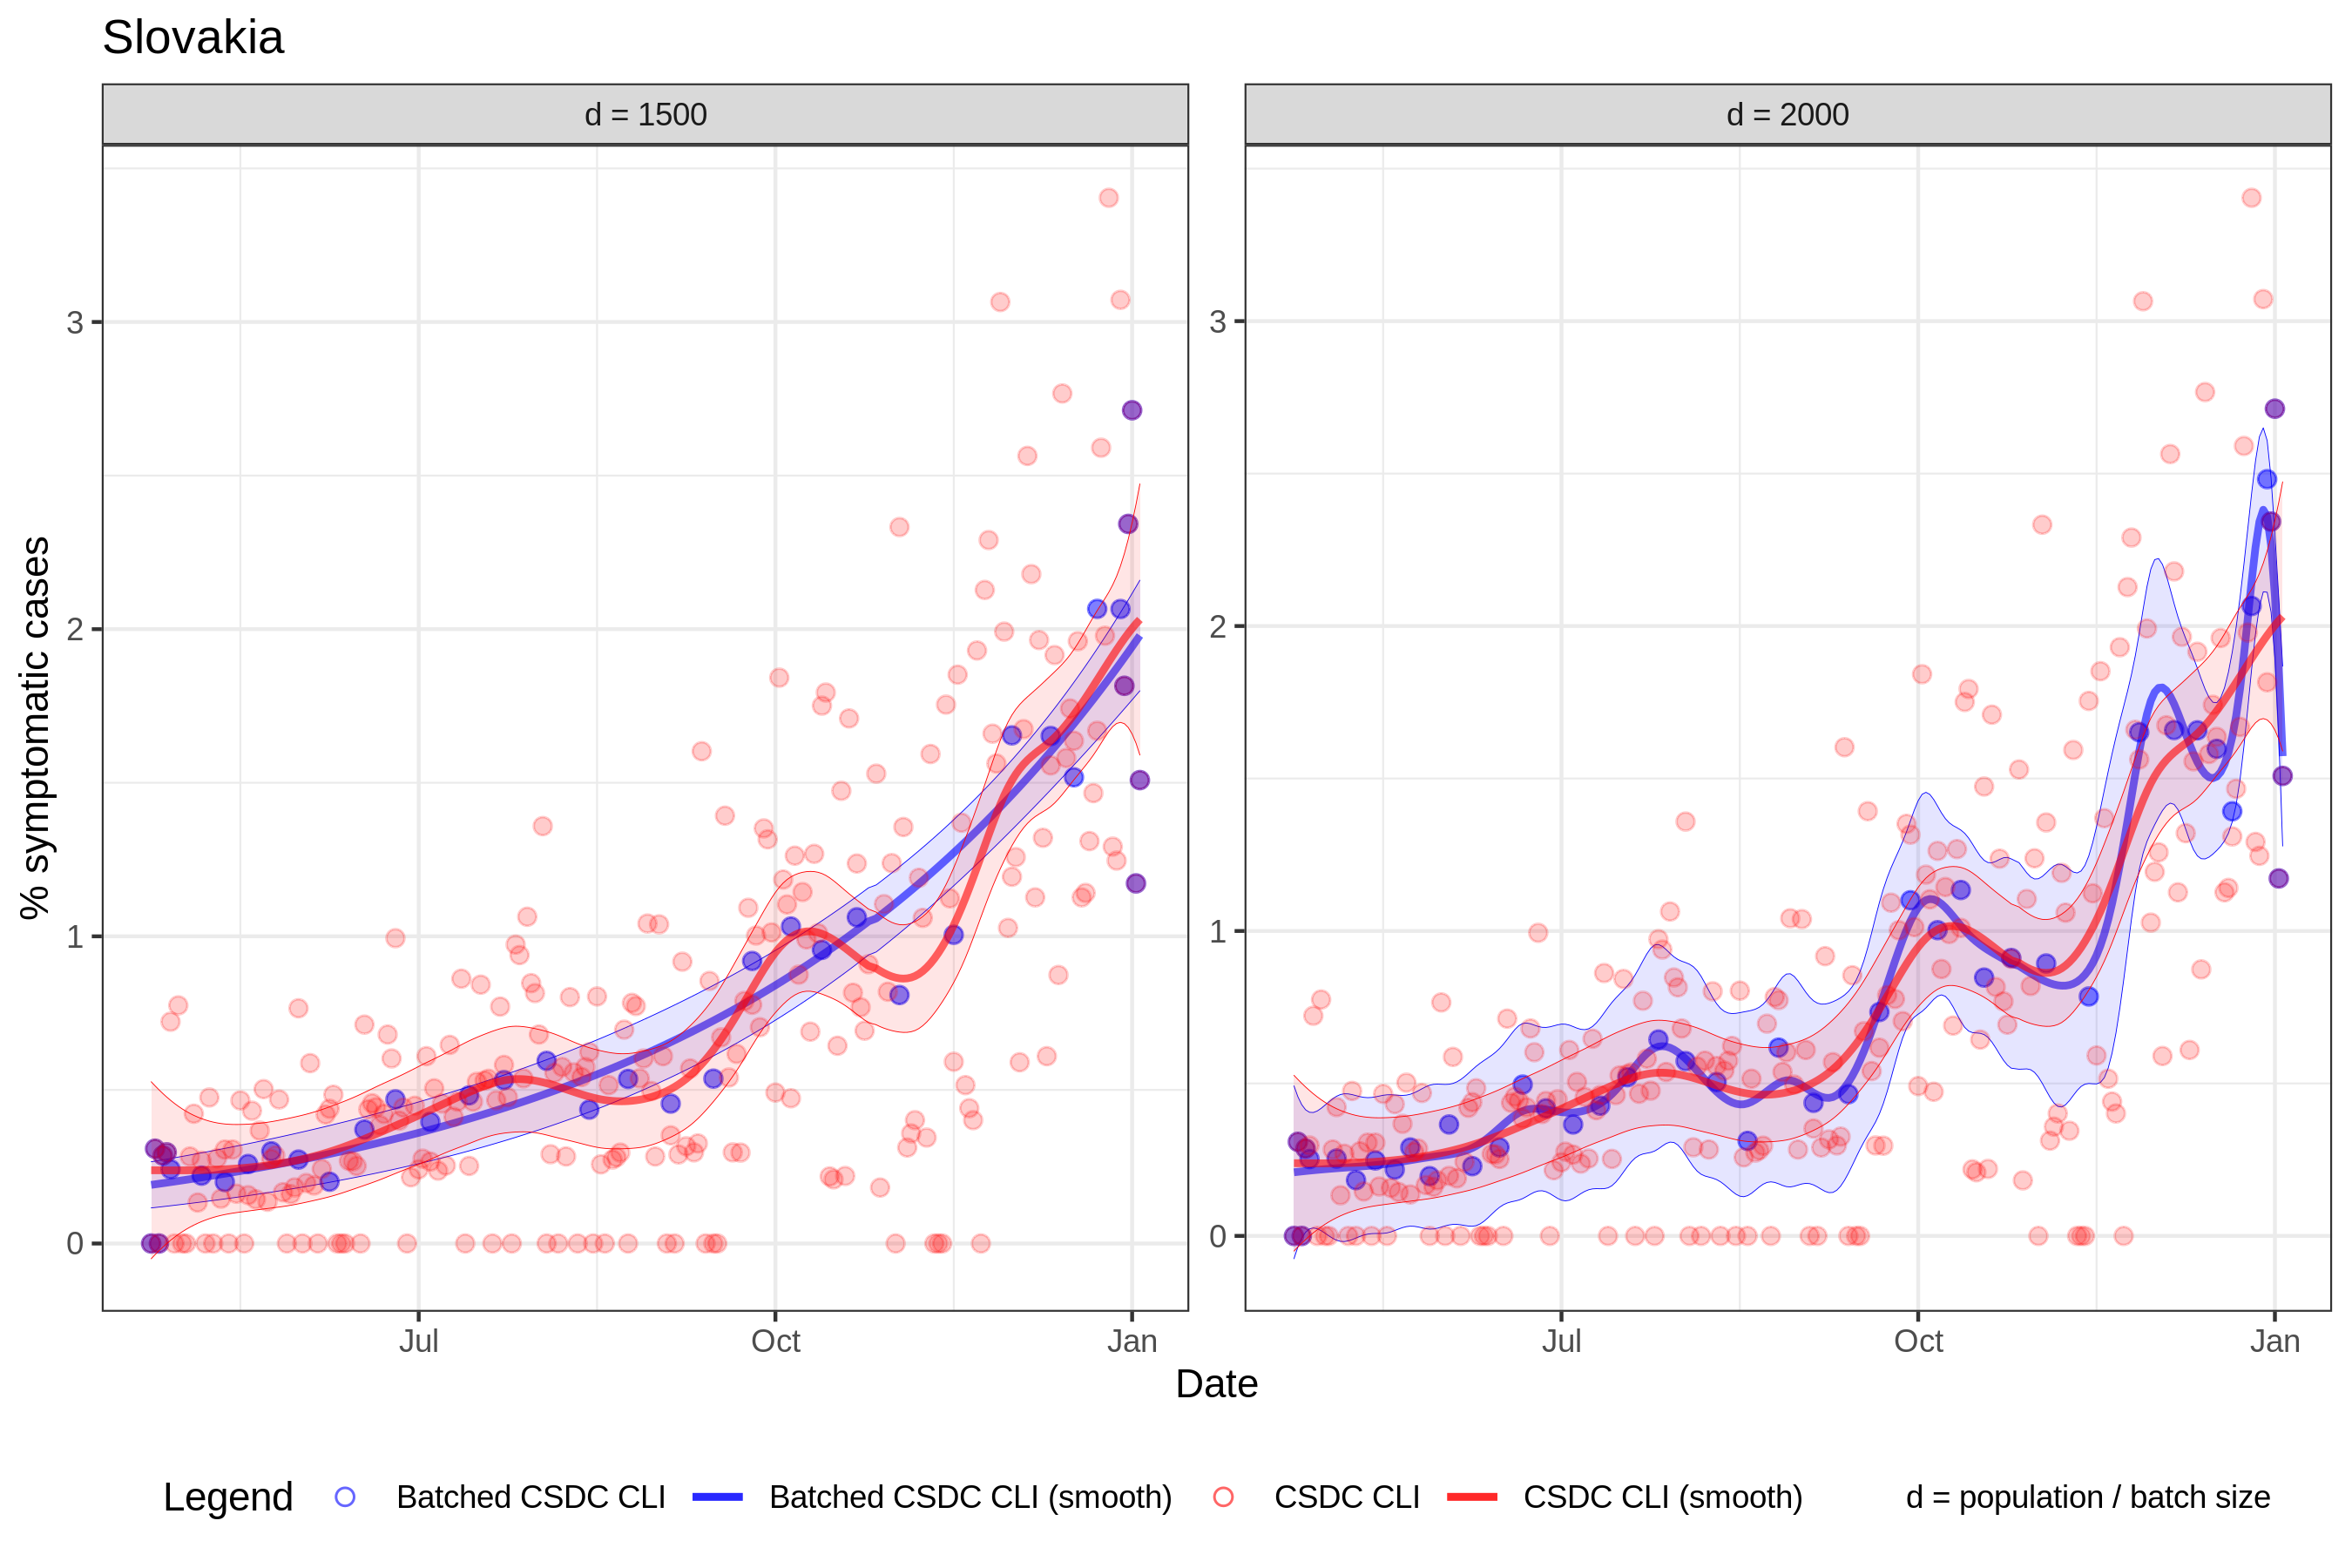 Slovakia
d = 1500
d = 2000
% symptomatic cases
3
2
1
0
3
2
1
0
Jul
Oct
Jan
Jul
Oct
Jan
Date
Legend
Batched CSDC CLI
Batched CSDC CLI (smooth)
CSDC CLI
CSDC CLI (smooth)
d = population / batch size